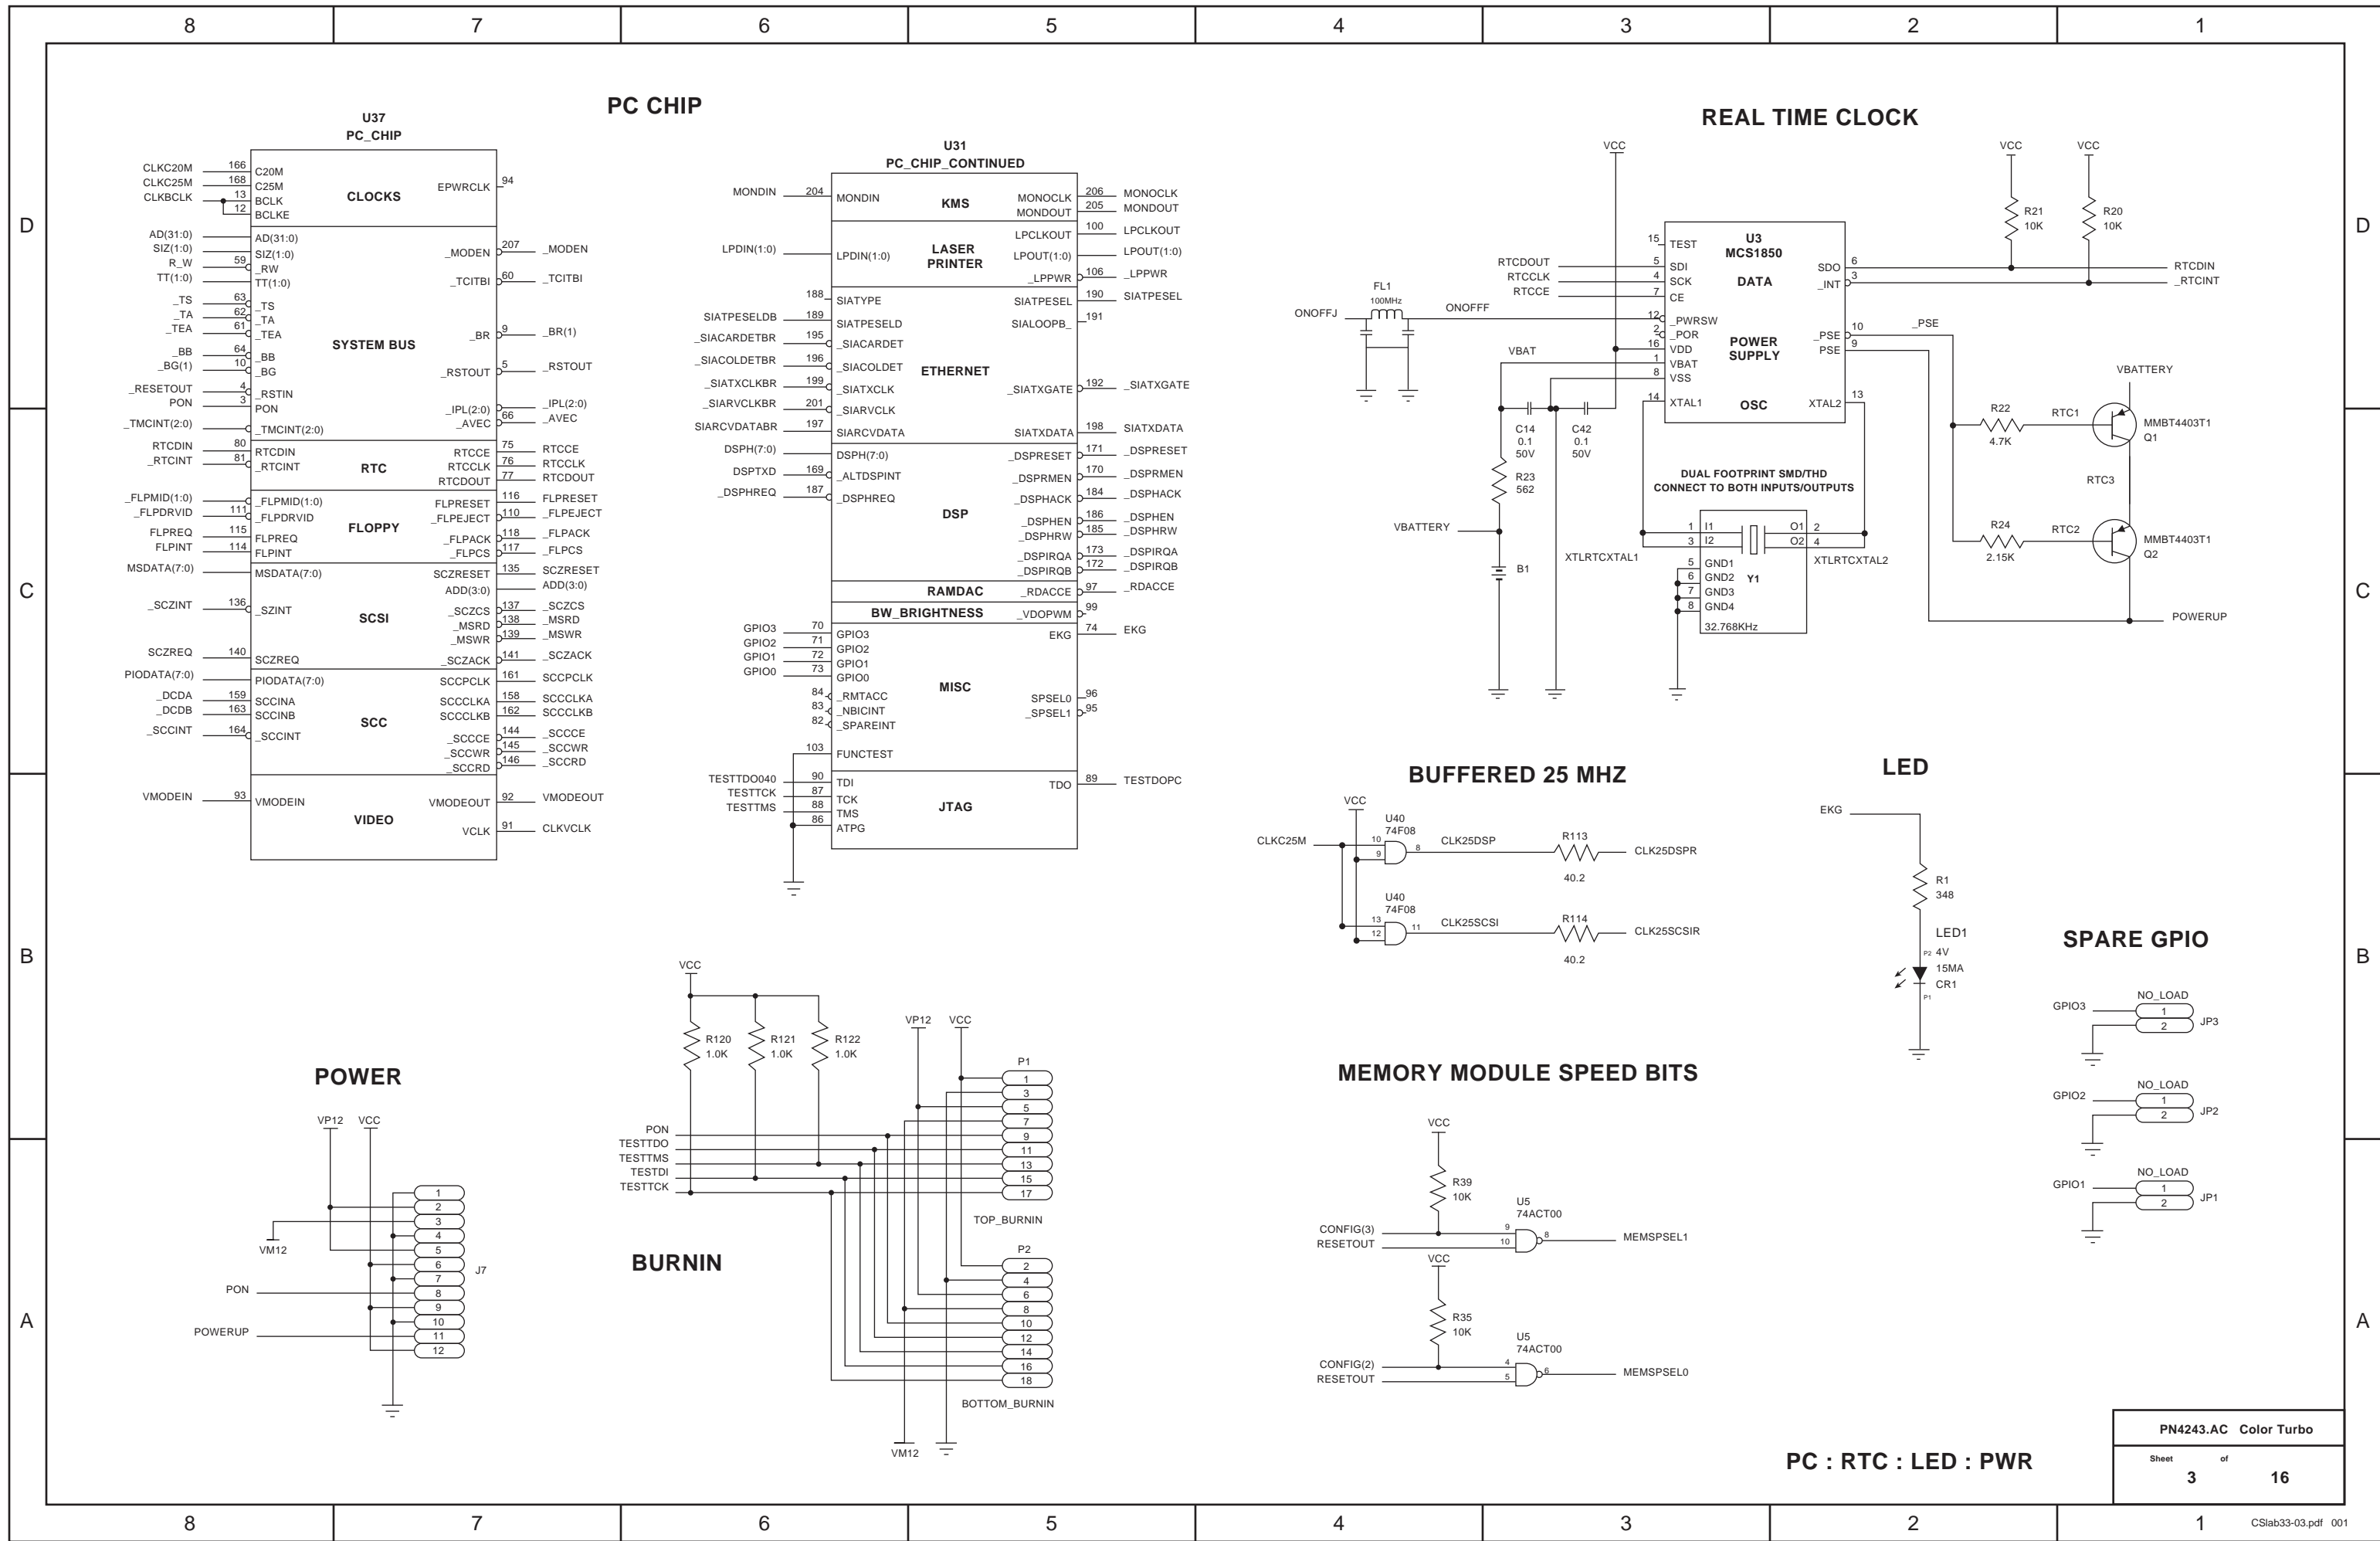 8 7 6 5 4 3 2 1
D
C
B
A
PC CHIP
U37
PC_CHIP
CLKC20M 166 C20M
CLKC25M 168 C25M
CLKBCLK 13 BCLK
12 BCLKE
CLOCKS
EPWRCLK 94
AD(31:0) AD(31:0)
SIZ(1:0) SIZ(1:0)
R_W 59 _RW
TT(1:0) TT(1:0)
_TS 63 _TS
_TA 62 _TA
_TEA 61 _TEA
_BB 64 _BB
_BG(1) 10 _BG
_RESETOUT 4 _RSTIN
PON 3 PON
_TMCINT(2:0) _TMCINT(2:0)
SYSTEM BUS
_MODEN 207 _MODEN
_TCITBI 60 _TCITBI
_BR 9 _BR(1)
_RSTOUT 5 _RSTOUT
_IPL(2:0) _IPL(2:0)
_AVEC 66 _AVEC
RTCDIN 80 RTCDIN
_RTCINT 81 _RTCINT
RTC
RTCCE 75 RTCCE
RTCCLK 76 RTCCLK
RTCDOUT 77 RTCDOUT
_FLPMID(1:0) _FLPMID(1:0)
_FLPDRVID 111 _FLPDRVID
FLPREQ 115 FLPREQ
FLPINT 114 FLPINT
FLOPPY
FLPRESET 116 FLPRESET
_FLPEJECT 110 _FLPEJECT
_FLPACK 118 _FLPACK
_FLPCS 117 _FLPCS
MSDATA(7:0) MSDATA(7:0)
_SCZINT 136 _SZINT
SCZREQ 140 SCZREQ
SCSI
SCZRESET 135 SCZRESET
ADD(3:0) ADD(3:0)
_SCZCS 137 _SCZCS
_MSRD 138 _MSRD
_MSWR 139 _MSWR
_SCZACK 141 _SCZACK
PIODATA(7:0) PIODATA(7:0)
_DCDA 159 SCCINA
_DCDB 163 SCCINB
_SCCINT 164 _SCCINT
SCC
SCCPCLK 161 SCCPCLK
SCCCLKA 158 SCCCLKA
SCCCLKB 162 SCCCLKB
_SCCCE 144 _SCCCE
_SCCWR 145 _SCCWR
_SCCRD 146 _SCCRD
VMODEIN 93 VMODEIN
VIDEO
VMODEOUT 92 VMODEOUT
VCLK 91 CLKVCLK
U31
PC_CHIP_CONTINUED
MONDIN 204 MONDIN
KMS
MONOCLK 206 MONOCLK
MONDOUT 205 MONDOUT
LPDIN(1:0) LPDIN(1:0)
LASER
PRINTER
LPCLKOUT 100 LPCLKOUT
LPOUT(1:0) LPOUT(1:0)
_LPPWR 106 _LPPWR
188 SIATYPE
SIATPESELDB 189 SIATPESELD
_SIACARDETBR 195 _SIACARDET
_SIACOLDETBR 196 _SIACOLDET
_SIATXCLKBR 199 _SIATXCLK
_SIARVCLKBR 201 _SIARVCLK
SIARCVDATABR 197 SIARCVDATA
ETHERNET
SIATPESEL 190 SIATPESEL
SIALOOPB_ 191
_SIATXGATE 192 _SIATXGATE
SIATXDATA 198 SIATXDATA
DSPH(7:0) DSPH(7:0)
DSPTXD 169 _ALTDSPINT
_DSPHREQ 187 _DSPHREQ
DSP
_DSPRESET 171 _DSPRESET
_DSPRMEN 170 _DSPRMEN
_DSPHACK 184 _DSPHACK
_DSPHEN 186 _DSPHEN
_DSPHRW 185 _DSPHRW
_DSPIRQA 173 _DSPIRQA
_DSPIRQB 172 _DSPIRQB
RAMDAC
_RDACCE 97 _RDACCE
BW_BRIGHTNESS
_VDOPWM 99
GPIO3 70 GPIO3
GPIO2 71 GPIO2
GPIO1 72 GPIO1
GPIO0 73 GPIO0
84 _RMTACC
83 _NBICINT
82 _SPAREINT
103 FUNCTEST
MISC
EKG 74 EKG
SPSEL0 96
_SPSEL1 95
TESTTDO040 90 TDI
TESTTCK 87 TCK
TESTTMS 88 TMS
86 ATPG
JTAG
TDO 89 TESTDOPC
REAL TIME CLOCK
VCC
VCC VCC
R21
10K
R20
10K
U3
MCS1850
DATA
POWER
SUPPLY
OSC
15 TEST
RTCDOUT 5 SDI
RTCCLK 4 SCK
RTCCE 7 CE
12 _PWRSW
2 _POR
16 VDD
1 VBAT
8 VSS
14 XTAL1
SDO 6 RTCDIN
_INT 3 _RTCINT
_PSE 10 _PSE
PSE 9
XTAL2 13
ONOFFJ
FL1
100MHz
ONOFFF
VBAT
C14
0.1
50V
C42
0.1
50V
R23
562
VBATTERY
B1
DUAL FOOTPRINT SMD/THD
CONNECT TO BOTH INPUTS/OUTPUTS
1 I1 O1 2
3 I2 O2 4
XTLRTCXTAL1
XTLRTCXTAL2
5 GND1
6 GND2
7 GND3
8 GND4
Y1
32.768KHz
VBATTERY
R22
4.7K
RTC1
MMBT4403T1
Q1
RTC3
R24
2.15K
RTC2
MMBT4403T1
Q2
POWERUP
BUFFERED 25 MHZ
VCC
CLKC25M
U40
74F08
10
9
8
CLK25DSP
R113
40.2
CLK25DSPR
U40
74F08
13
12
11
CLK25SCSI
R114
40.2
CLK25SCSIR
LED
EKG
R1
348
LED1
P2 4V
15MA
CR1
P1
SPARE GPIO
NO_LOAD
GPIO3 1
2 JP3
NO_LOAD
GPIO2 1
2 JP2
NO_LOAD
GPIO1 1
2 JP1
POWER
VP12 VCC
VM12
PON
POWERUP
1
2
3
4
5
6
7
8
9
10
11
12
J7
BURNIN
VCC
R120
1.0K
R121
1.0K
R122
1.0K
VP12 VCC
PON
TESTTDO
TESTTMS
TESTDI
TESTTCK
P1
1
3
5
7
9
11
13
15
17
TOP_BURNIN
P2
2
4
6
8
10
12
14
16
18
BOTTOM_BURNIN
VM12
MEMORY MODULE SPEED BITS
VCC
R39
10K
CONFIG(3) 9
RESETOUT 10
U5
74ACT00
8
MEMSPSEL1
VCC
R35
10K
CONFIG(2) 4
RESETOUT 5
U5
74ACT00
6
MEMSPSEL0
PC : RTC : LED : PWR
PN4243.AC Color Turbo
Sheet of
3 16
D
C
B
A
8 7 6 5 4 3 2 1
CSlab33-03.pdf 001